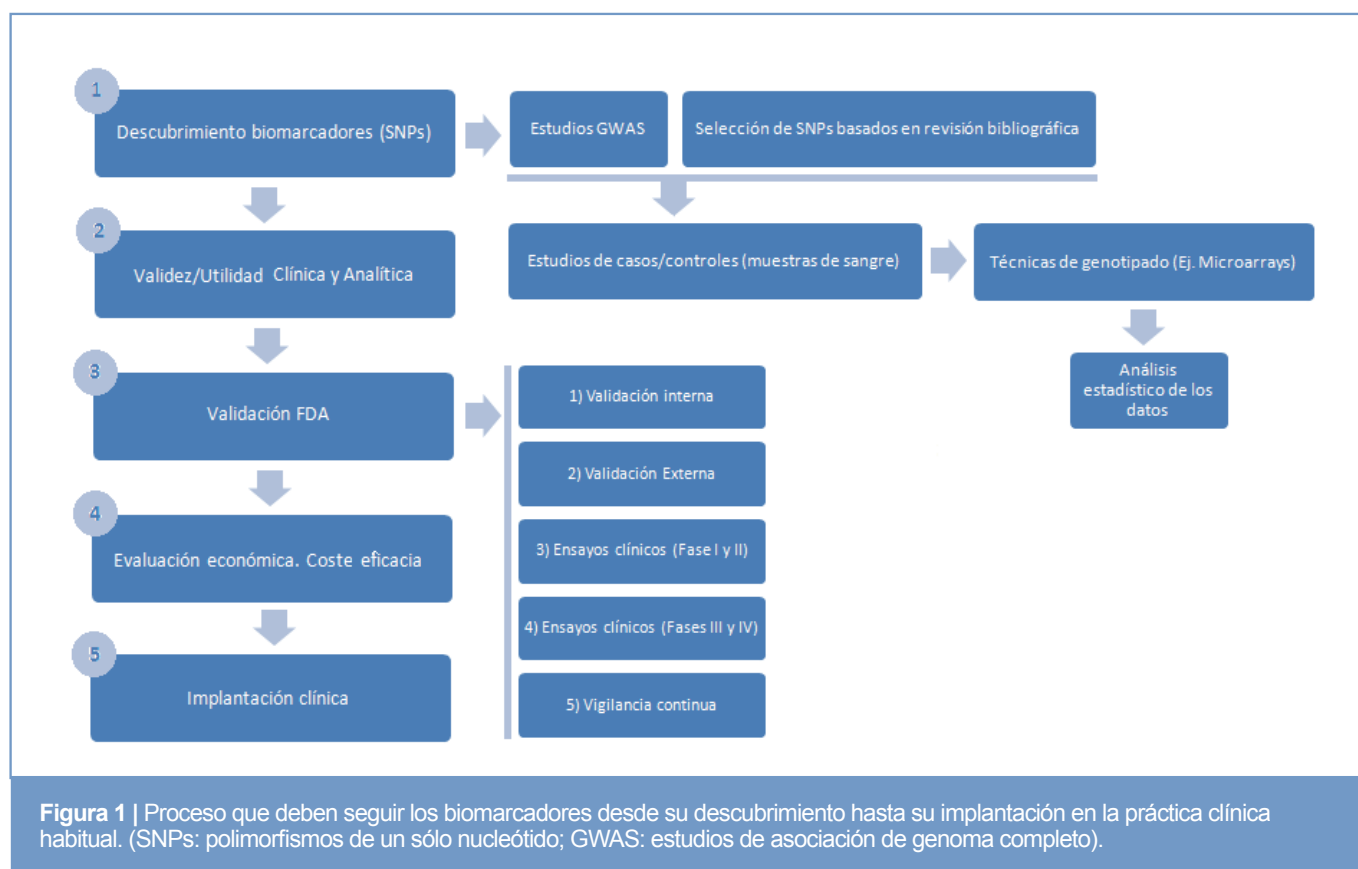 1
Descubrimiento biomarcadores (SNPs)
Estudios GWAS
Selección de SNPs basados en revisión bibliográfica
2
Validez/Utilidad Clínica y Analítica
Estudios de casos/controles (muestras de sangre)
Técnicas de genotipado (Ej. Microarrays)
Análisis
estadístico de los
datos
3
Validación FDA
1) Validación interna
2) Validación Externa
3) Ensayos clínicos (Fase I y II)
4) Ensayos clínicos (Fases III y IV)
5) Vigilancia continua
4
Evaluación económica. Coste eficacia
5
Implantación clínica
Figura 1 | Proceso que deben seguir los biomarcadores desde su descubrimiento hasta su implantación en la práctica clínica
habitual. (SNPs: polimorfismos de un sólo nucleótido; GWAS: estudios de asociación de genoma completo).